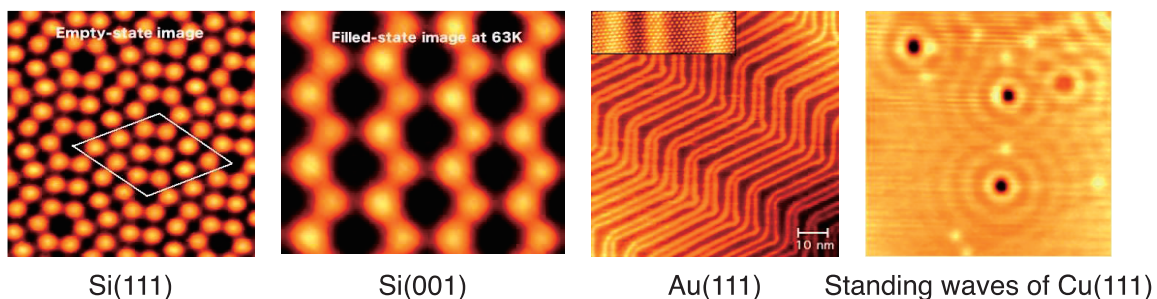 Empty-state image
Filled-state image at 63K
10 nm
Si(111)
Si(001)
Au(111)
Standing waves of Cu(111)